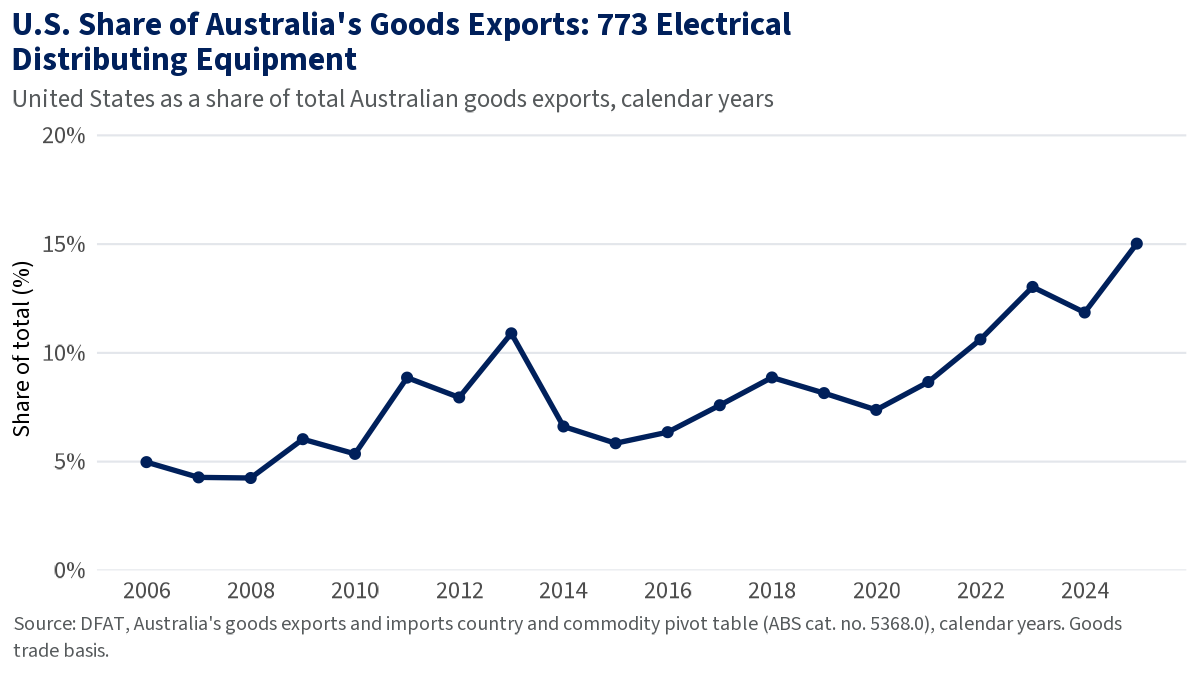 U.S. Share of Australia's Goods Exports: 773 Electrical
Distributing Equipment
United States as a share of total Australian goods exports, calendar years
20%
15%
10%
5%
0%
Share of total (%)
2006 2008 2010 2012 2014 2016 2018 2020 2022 2024
Source: DFAT, Australia's goods exports and imports country and commodity pivot table (ABS cat. no. 5368.0), calendar years. Goods
trade basis.